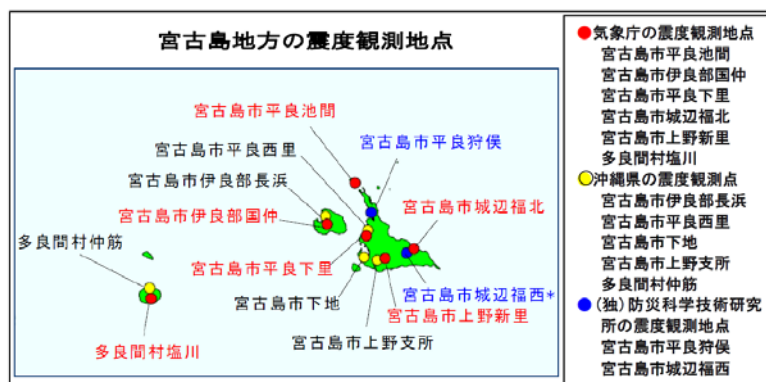 宮古島地方の震度観測地点
宮古島市平良池間
宮古島市平良狩俣
宮古島市平良西里
宮古島市伊良部長浜
宮古島市伊良部国仲
宮古島市城辺福北
多良間村仲筋
宮古島市平良下里
宮古島市下地
宮古島市城辺福西*
宮古島市上野新里
宮古島市上野支所
多良間村塩川
気象庁の震度観測地点
宮古島市平良池間
宮古島市伊良部国仲
宮古島市平良下里
宮古島市城辺福北
宮古島市上野新里
多良間村塩川
沖縄県の震度観測点
宮古島市伊良部長浜
宮古島市平良西里
宮古島市下地
宮古島市上野支所
多良間村仲筋
(独)防災科学技術研究
所の震度観測地点
宮古島市平良狩俣
宮古島市城辺福西